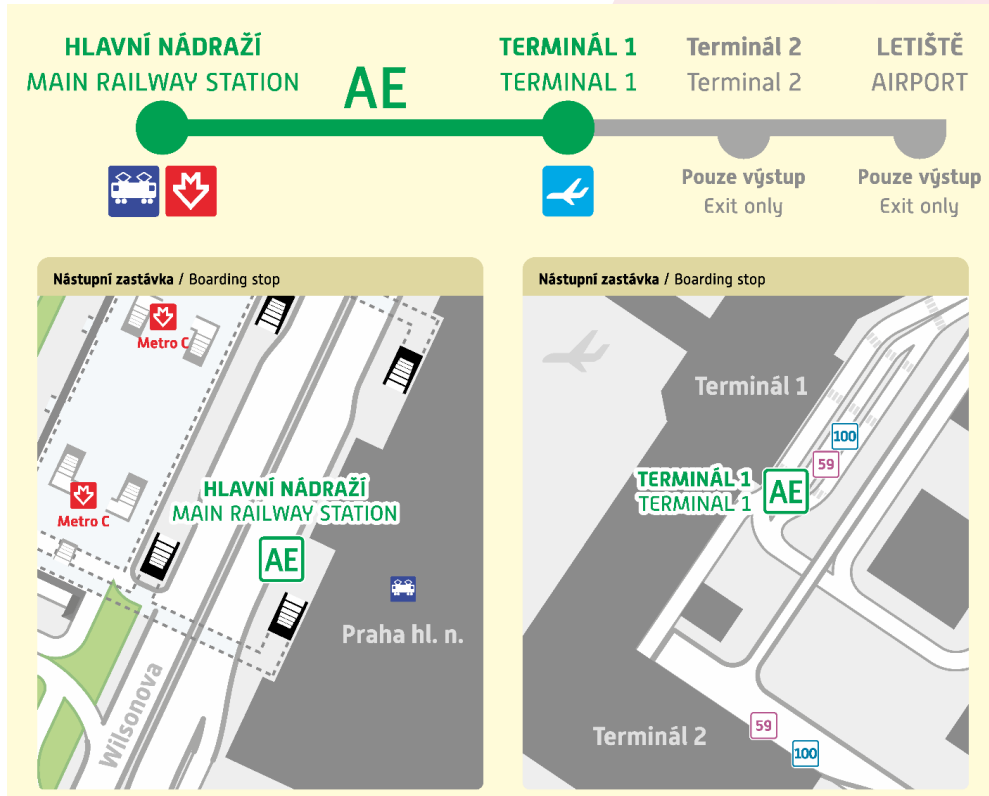 HLAVNÍ NÁDRAŽÍ
MAIN RAILWAY STATION
AE
TERMINÁL 1
TERMINAL 1
Terminál 2
Terminal 2
LETIŠTĚ
AIRPORT
Pouze výstup
Exit only
Pouze výstup
Exit only
Nástupní zastávka / Boarding stop
Metro C
Metro C
HLAVNÍ NÁDRAŽÍ
MAIN RAILWAY STATION
AE
Praha hl. n.
Wilsonova
Nástupní zastávka / Boarding stop
Terminál 1
100
59
TERMINÁL 1
TERMINAL 1
AE
Terminál 2
59
100